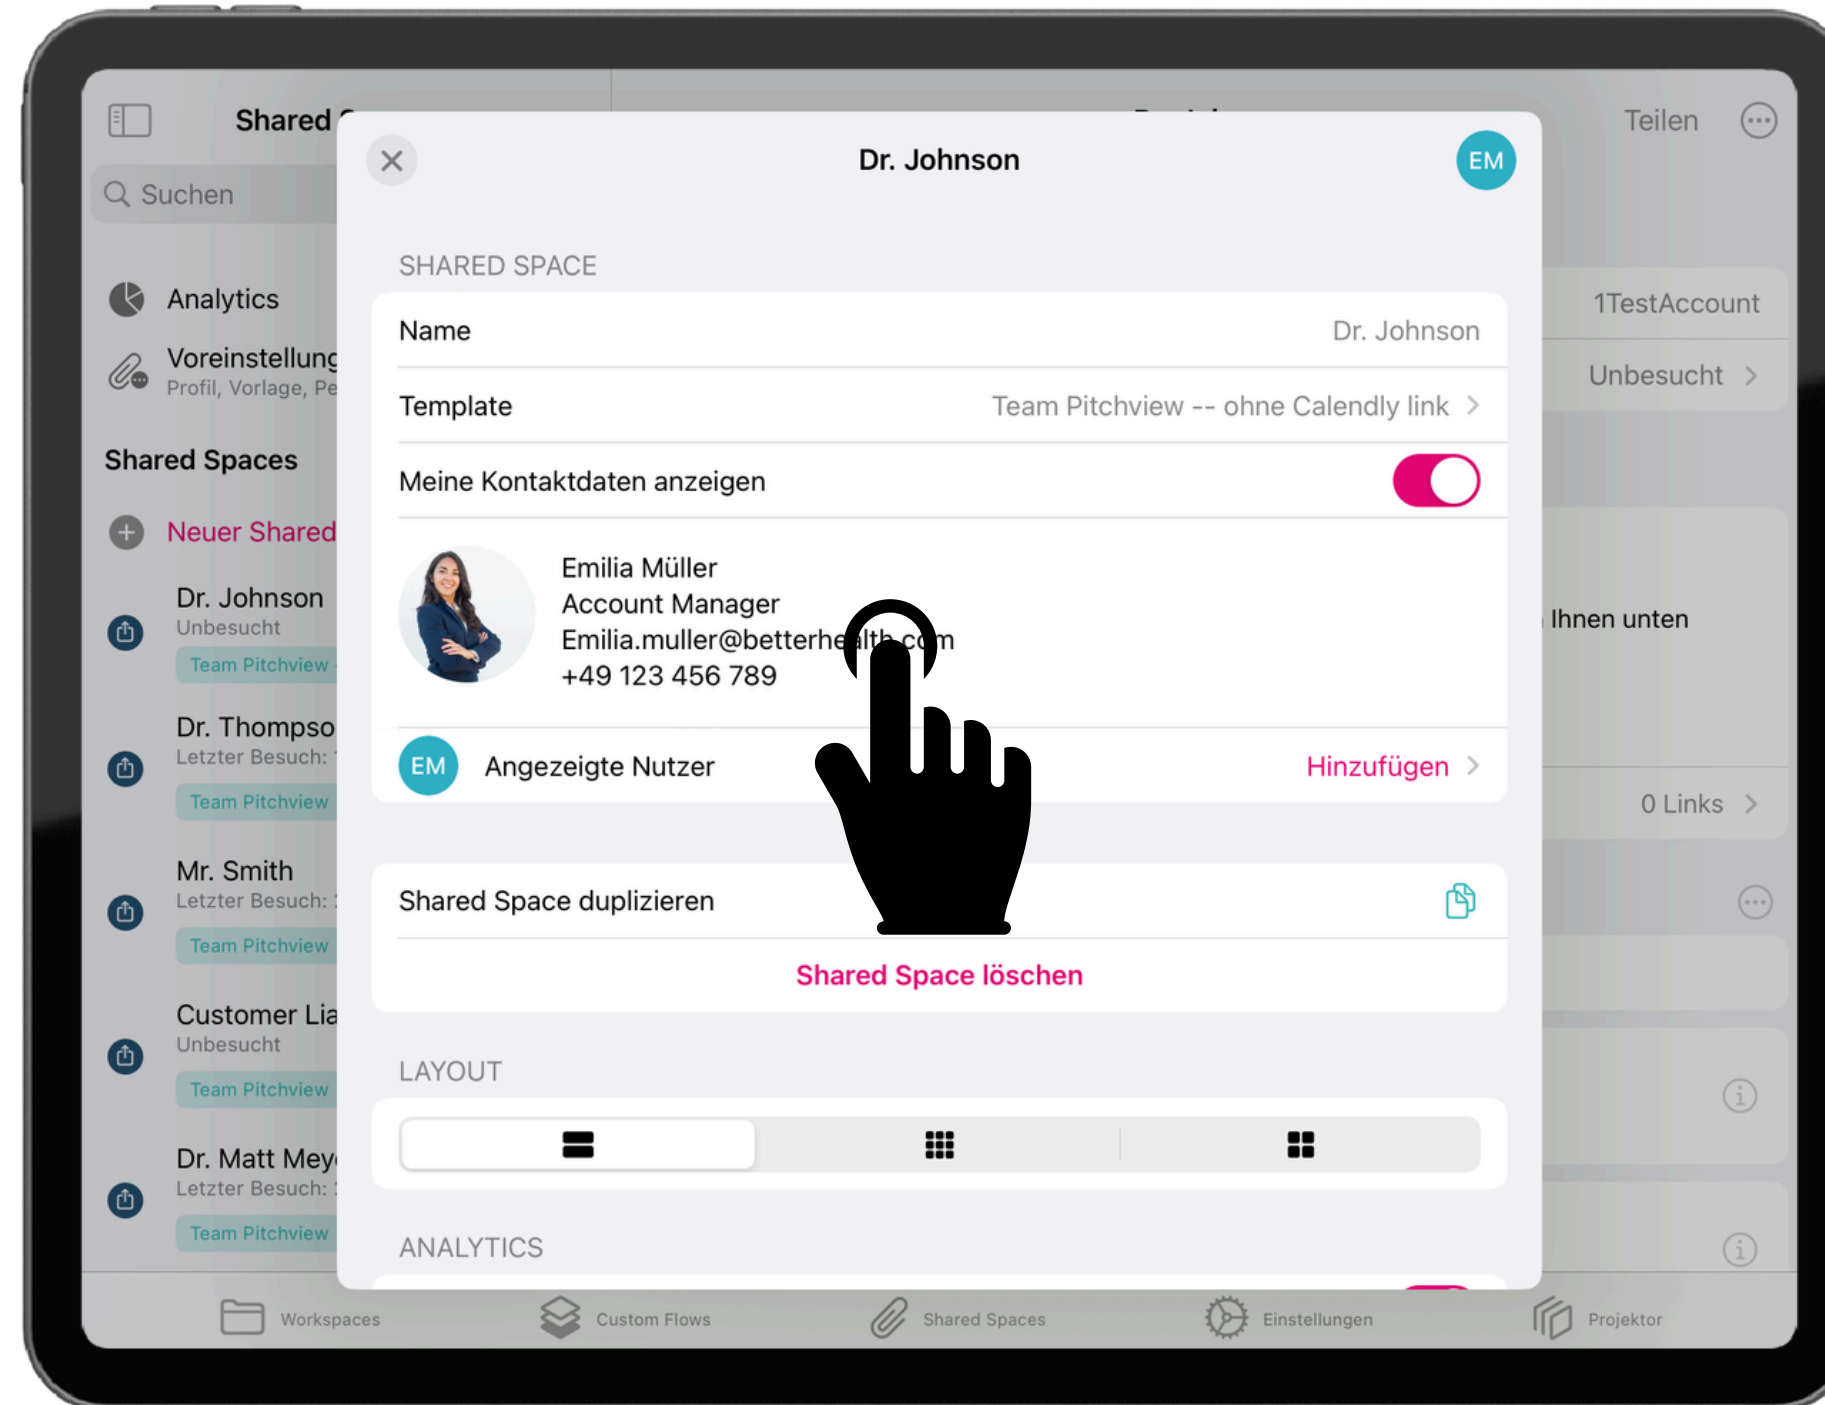 Shared
Teilen
Suchen
Analytics
Voreinstellung
Profil, Vorlage, Pe
Shared Spaces
Neuer Shared
Dr. Johnson
Unbesucht
Team Pitchview
Dr. Thompso
Letzter Besuch:
Team Pitchview
Mr. Smith
Letzter Besuch:
Team Pitchview
Customer Lia
Unbesucht
Team Pitchview
Dr. Matt Mey
Letzter Besuch:
Team Pitchview
Dr. Johnson
EM
SHARED SPACE
Name Dr. Johnson
Template Team Pitchview -- ohne Calendly link
Meine Kontaktdaten anzeigen
Emilia Müller
Account Manager
Emilia.muller@betterhealth.com
+49 123 456 789
EM Angezeigte Nutzer Hinzufügen
Shared Space duplizieren
Shared Space löschen
LAYOUT
ANALYTICS
1TestAccount
Unbesucht
Ihnen unten
0 Links
Workspaces
Custom Flows
Shared Spaces
Einstellungen
Projektor